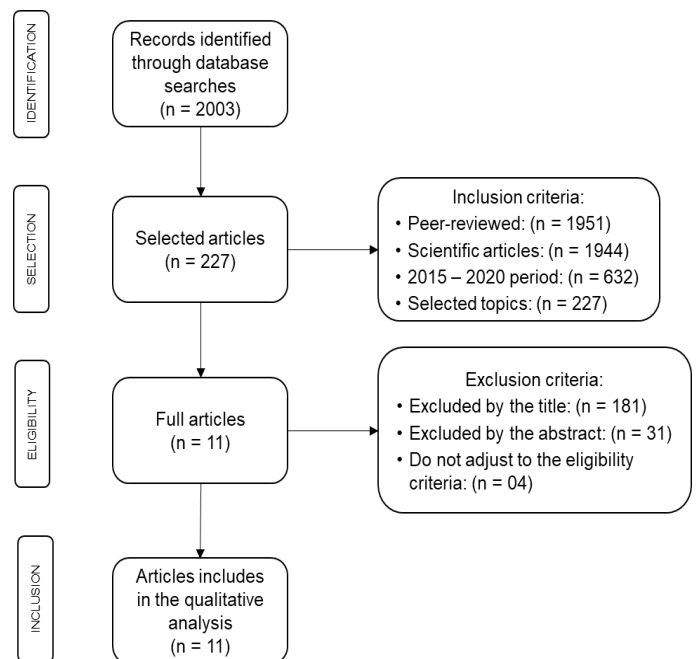 IDENTIFICATION
Records identified
through database
searches
(n = 2003)
SELECTION
Selected articles
(n = 227)
Inclusion criteria:
• Peer-reviewed: (n = 1951)
• Scientific articles: (n = 1944)
• 2015 – 2020 period: (n = 632)
• Selected topics: (n = 227)
ELIGIBILITY
Full articles
(n = 11)
Exclusion criteria:
• Excluded by the title: (n = 181)
• Excluded by the abstract: (n = 31)
• Do not adjust to the eligibility
criteria: (n = 04)
INCLUSION
Articles includes
in the qualitative
analysis
(n = 11)